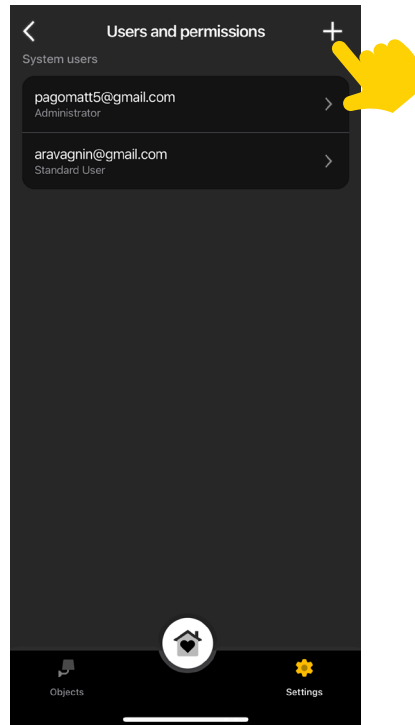 Users and permissions
System users
pagomatt5@gmail.com
Administrator
aravagnin@gmail.com
Standard User
Objects
Settings